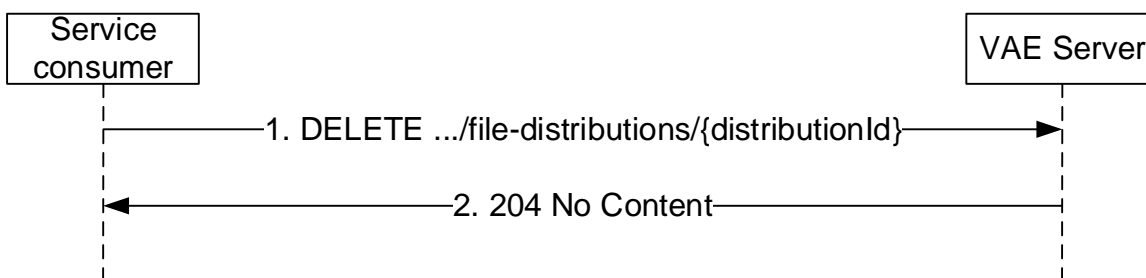 Service
consumer
VAE Server
1. DELETE .../file-distributions/{distributionId}
2. 204 No Content